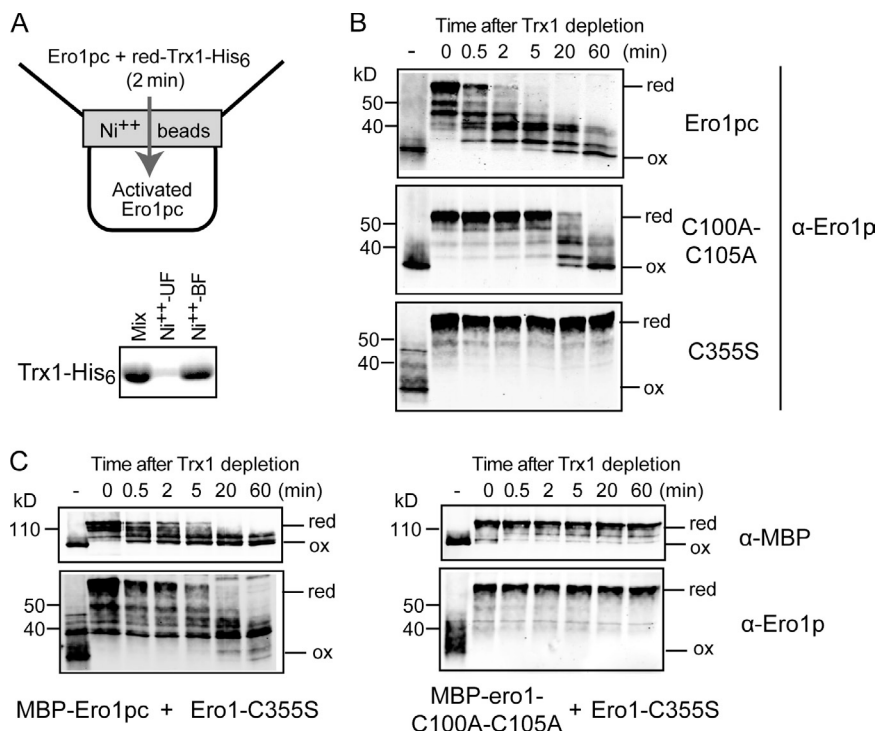 A
Ero1pc + red-Trx1-His6
(2 min)
Ni++ beads
Activated
Ero1pc
Mix
Ni++-UF
Ni++-BF
Trx1-His6
B
Time after Trx1 depletion
- 0 0.5 2 5 20 60 (min)
kD
50
40
red
ox
Ero1pc
50
40
red
ox
C100A-
C105A
50
40
red
ox
C355S
α-Ero1p
C
Time after Trx1 depletion
- 0 0.5 2 5 20 60 (min)
kD
110
red
ox
50
40
red
ox
MBP-Ero1pc + Ero1-C355S
Time after Trx1 depletion
- 0 0.5 2 5 20 60 (min)
kD
110
red
ox
α-MBP
50
40
red
ox
α-Ero1p
MBP-ero1-
C100A-C105A + Ero1-C355S